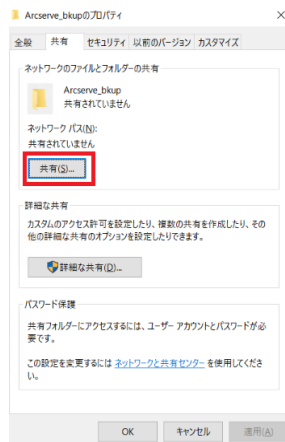 Arcserve_bkupのプロパティ
全般 共有 セキュリティ 以前のバージョン カスタマイズ
ネットワークのファイルとフォルダーの共有
Arcserve_bkup
共有されていません
ネットワーク パス(N):
共有されていません
共有(S)...
詳細な共有
カスタムのアクセス許可を設定したり、複数の共有を作成したり、その
他の詳細な共有のオプションを設定したりできます。
詳細な共有(D)...
パスワード保護
共有フォルダーにアクセスするには、ユーザー アカウントとパスワードが必
要です。
この設定を変更するには ネットワークと共有センター を使用してくださ
い。
OK キャンセル 適用(A)